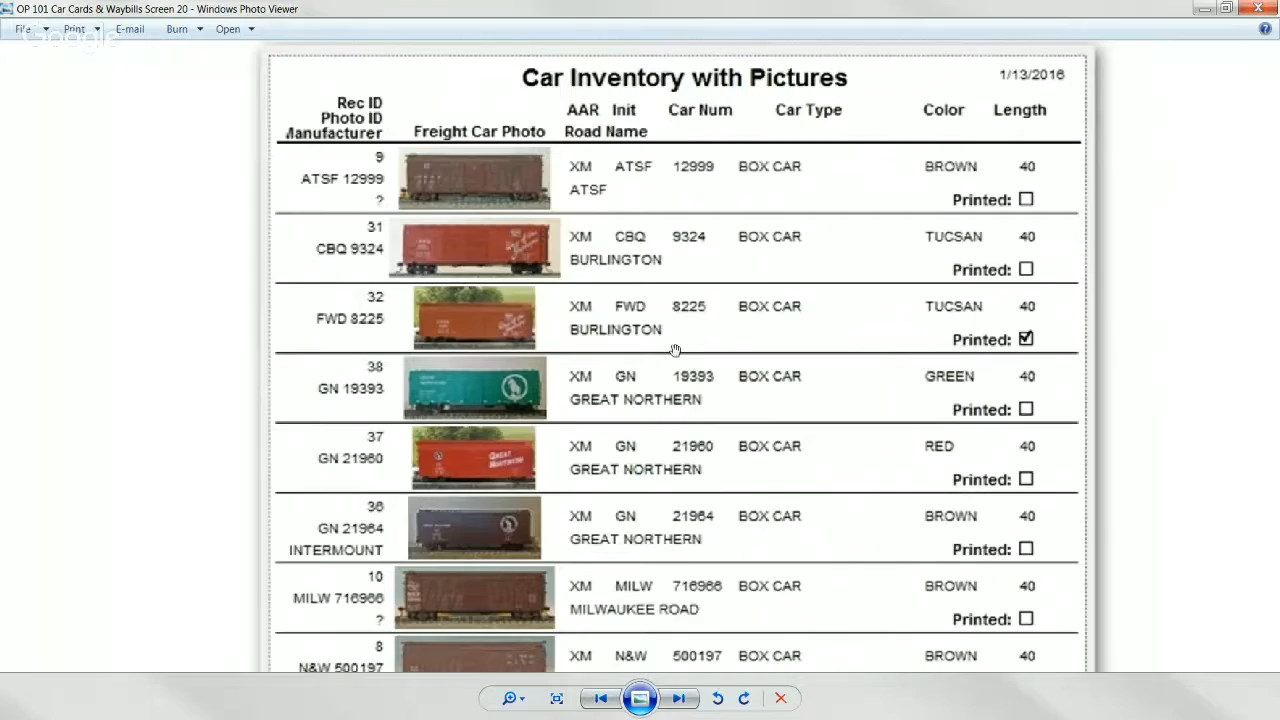 OP 101 Car Cards & Waybills Screen 20 - Windows Photo Viewer
File Print E-mail Burn Open
Google
Car Inventory with Pictures 1/13/2016
Rec ID
Photo ID
Manufacturer
Freight Car Photo
AAR Init Car Num Car Type Color Length
Road Name
9
ATSF 12999
?
XM ATSF 12999 BOX CAR BROWN 40
ATSF
Printed:
31
CBQ 9324
XM CBQ 9324 BOX CAR TUCSAN 40
BURLINGTON
Printed:
32
FWD 8225
XM FWD 8225 BOX CAR TUCSAN 40
BURLINGTON
Printed:
38
GN 19393
XM GN 19393 BOX CAR GREEN 40
GREAT NORTHERN
Printed:
37
GN 21960
XM GN 21960 BOX CAR RED 40
GREAT NORTHERN
Printed:
36
GN 21964
INTERMOUNT
XM GN 21964 BOX CAR BROWN 40
GREAT NORTHERN
Printed:
10
MILW 716966
?
XM MILW 716966 BOX CAR BROWN 40
MILWAUKEE ROAD
Printed:
8
N&W 500197
XM N&W 500197 BOX CAR BROWN 40